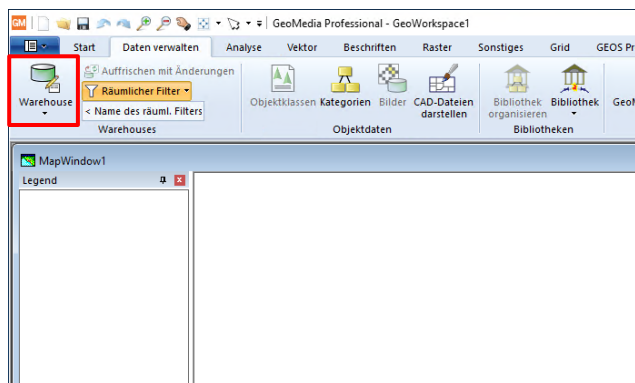 GM GeoMedia Professional - GeoWorkspace1
Start Daten verwalten Analyse Vektor Beschriften Raster Sonstiges Grid GEOS Pr
Warehouse
Auffrischen mit Änderungen
Räumlicher Filter
< Name des räuml. Filters
Warehouses
Objektklassen Kategorien Bilder CAD-Dateien darstellen
Objektdaten
Bibliothek organisieren Bibliothek
Bibliotheken
GeoM
MapWindow1
Legend